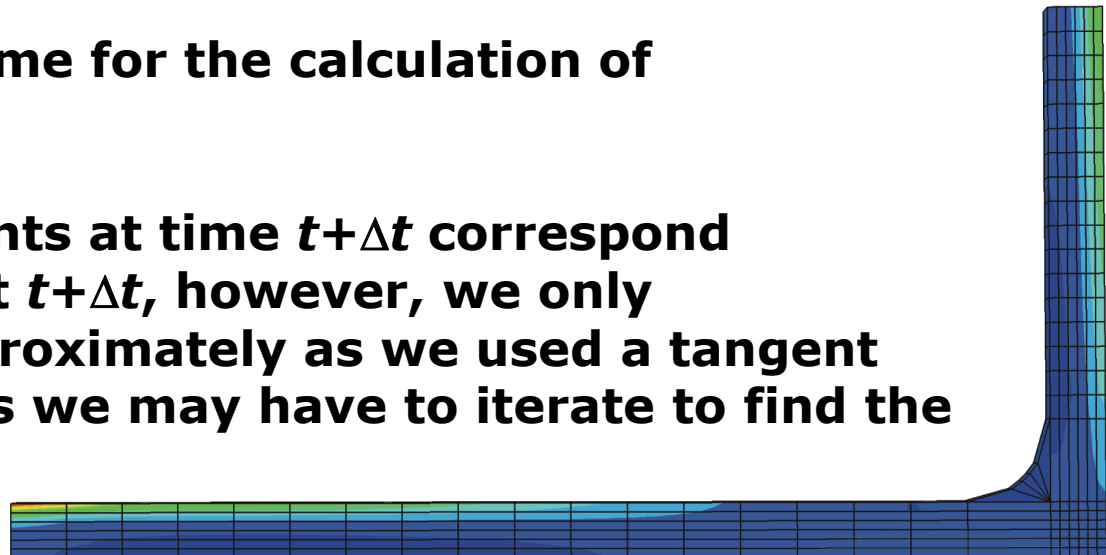 me for the calculation of
nts at time t+Δt correspond
t t+Δt, however, we only
roximately as we used a tangent
s we may have to iterate to find the